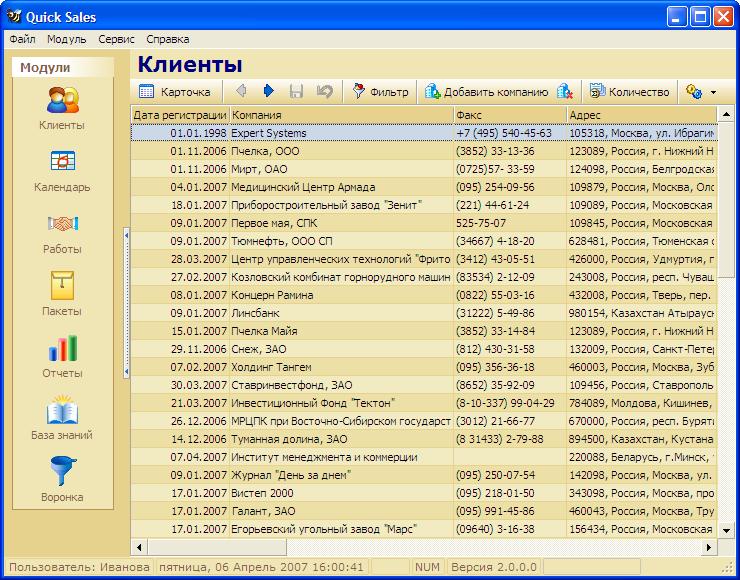 Quick Sales
Файл Модуль Сервис Справка
Модули
Клиенты
Календарь
Работы
Пакеты
Отчеты
База знаний
Воронка
Клиенты
Карточка Фильтр Добавить компанию Количество
Дата регистрации Компания Факс Адрес
01.01.1998 Expert Systems +7 (495) 540-45-63 105318, Москва, ул. Ибрагим
01.11.2006 Пчелка, ООО (3852) 33-13-36 123089, Россия, г. Нижний Н
01.11.2006 Мирт, ОАО (0725)57- 33-59 124098, Россия, Белгородская
04.01.2007 Медицинский Центр Армада (095) 254-09-56 109879, Россия, Москва, Оло
18.01.2007 Приборостроительный завод "Зенит" (221) 44-61-24 109089, Россия, Московская
09.01.2007 Первое мая, СПК 525-75-07 109845, Россия, Московская
09.01.2007 Тюмнефть, ООО СП (34667) 4-18-20 628481, Россия, Тюменская о
28.03.2007 Центр управленческих технологий "Фрито (3412) 43-05-51 426000, Россия, Удмуртия, г
27.02.2007 Козловский комбинат горнорудного машин (83534) 2-12-09 243008, Россия, респ. Чуваш
08.01.2007 Концерн Рамина (0822) 55-03-16 432008, Россия, Тверь, пер.
09.01.2007 Линсбанк (31222) 5-49-86 980154, Казахстан Атырауск
15.01.2007 Пчелка Майя (3852) 33-14-84 123089, Россия, г. Нижний Н
29.11.2006 Снеж, ЗАО (812) 430-31-58 132009, Россия, Санкт-Петер
07.02.2007 Холдинг Тангем (095) 356-36-18 460003, Россия, Москва, Зуб
30.03.2007 Ставринвестфонд, ЗАО (8652) 35-92-09 109456, Россия, Ставрополь
21.03.2007 Инвестиционный Фонд "Тектон" (8-10-337) 99-04-29 784089, Молдова, Кишинев,
26.12.2006 МРЦПК при Восточно-Сибирском государст (3012) 21-66-77 670000, Россия, респ. Бурят
14.12.2006 Туманная долина, ЗАО (8 31433) 2-79-88 894500, Казахстан, Кустана
07.04.2007 Институт менеджмента и коммерции 220088, Беларусь, г.Минск,
09.01.2007 Журнал "День за днем" (095) 250-07-54 142098, Россия, Москва, ул.
17.01.2007 Вистеп 2000 (095) 218-01-50 343098, Россия, Москва, про
17.01.2007 Галант, ЗАО (095) 991-45-86 460043, Россия, Москва, Тру
17.01.2007 Егорьевский угольный завод "Марс" (09640) 3-16-38 156434, Россия, Московская
Пользователь: Иванова пятница, 06 Апрель 2007 16:00:41 NUM Версия 2.0.0.0